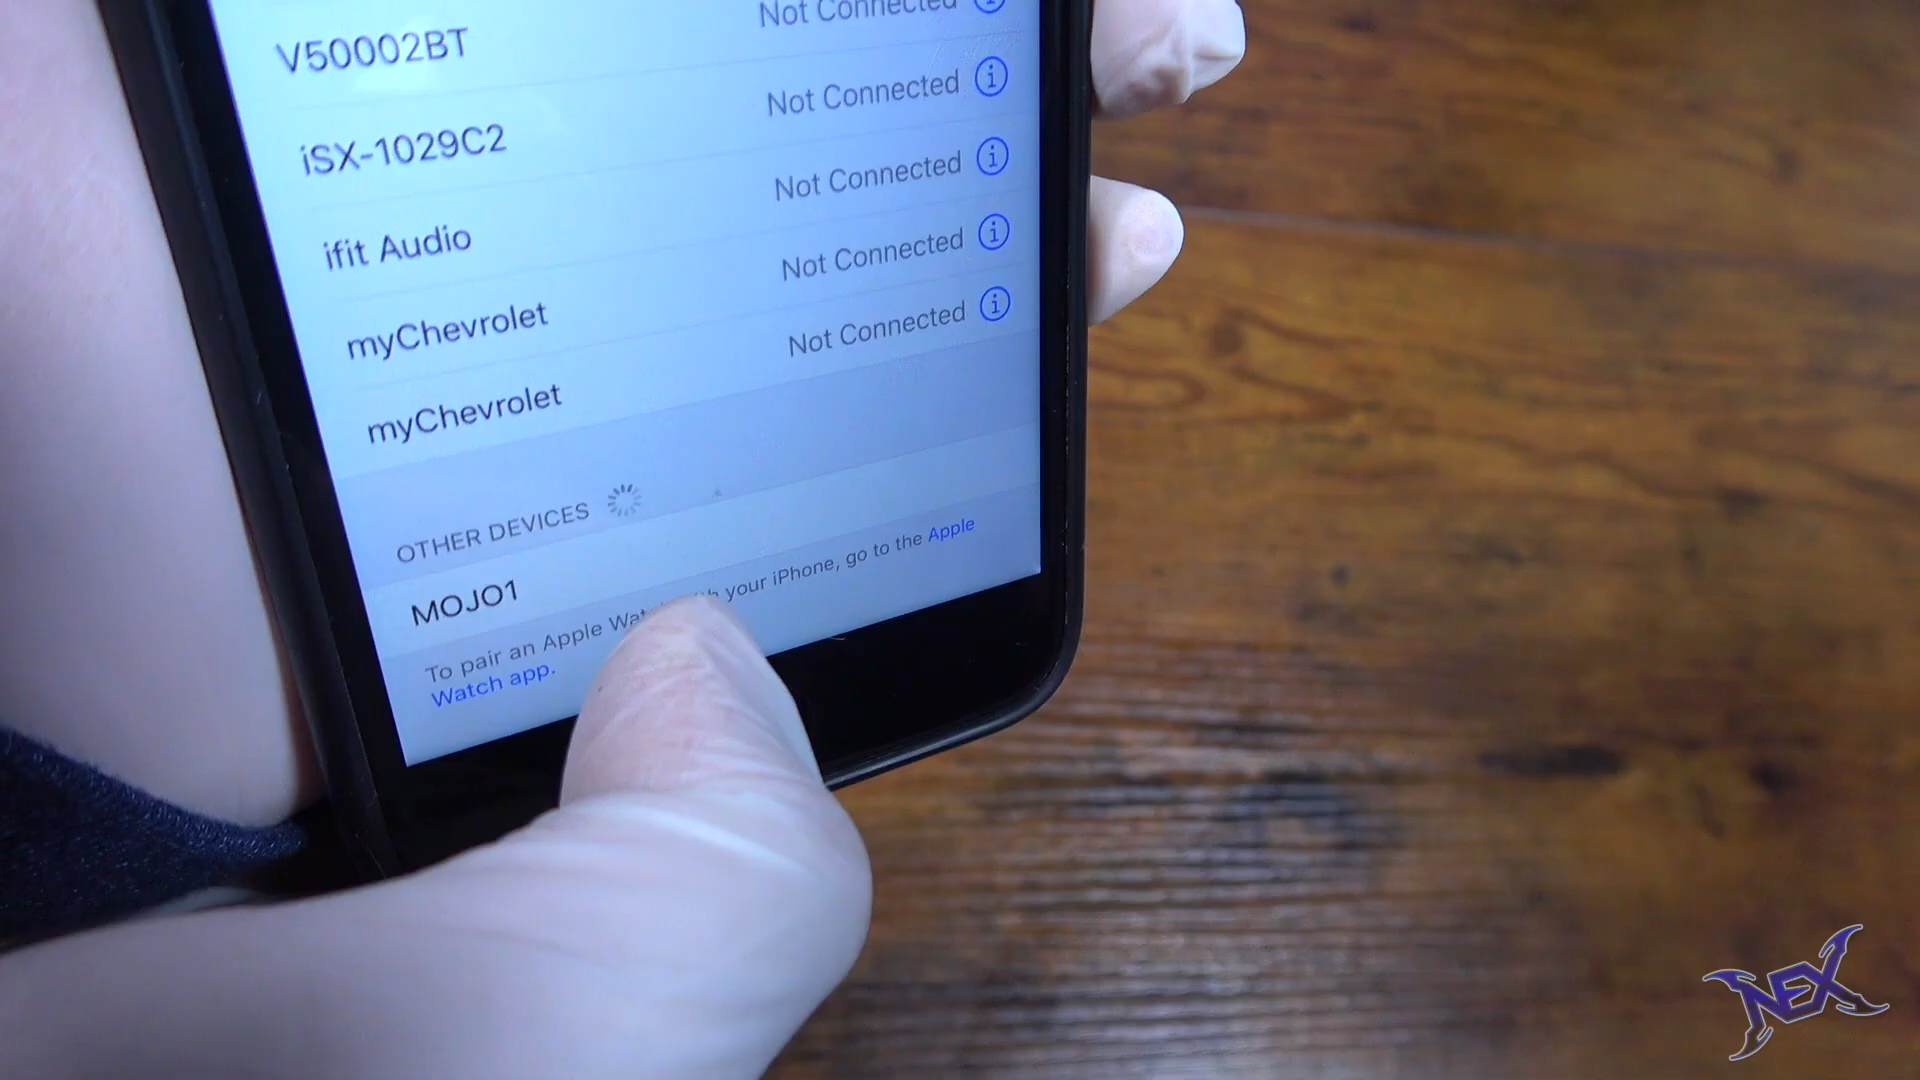 Not Connected
V50002BT
Not Connected
iSX-1029C2
Not Connected
ifit Audio
Not Connected
myChevrolet
Not Connected
myChevrolet
OTHER DEVICES
MOJO1
To pair an Apple your iPhone, go to the Apple
Watch app.
NEX